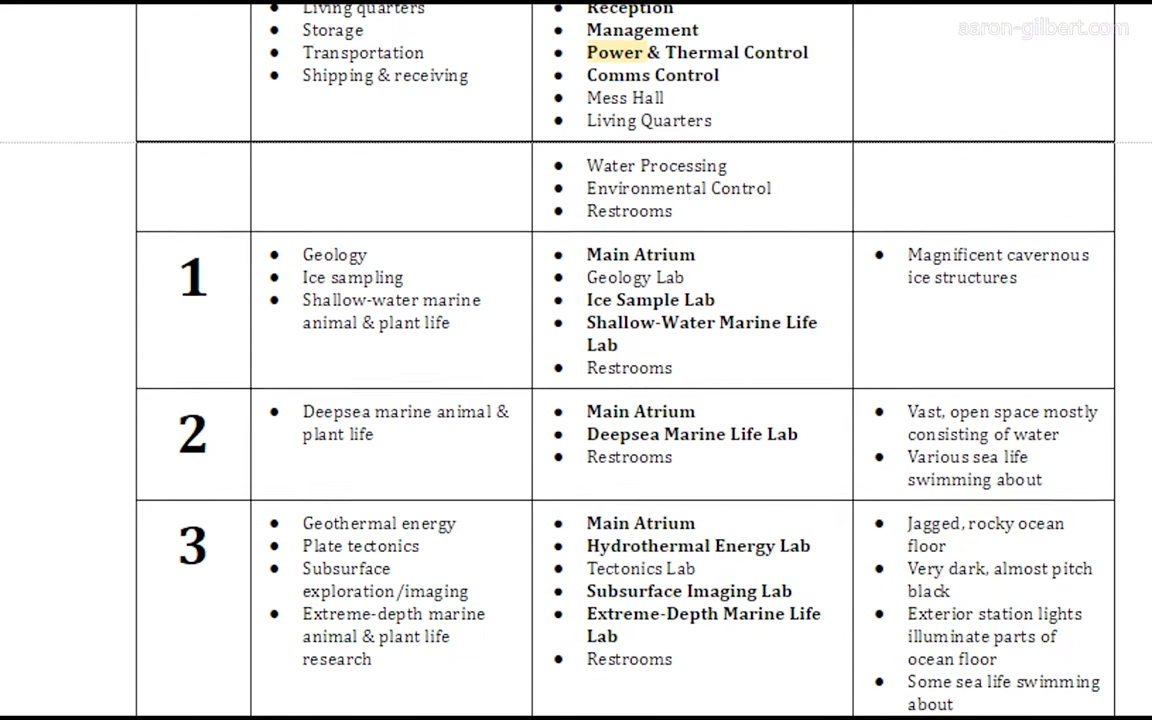 aaron-gilbert.com
● Living quarters
● Storage
● Transportation
● Shipping & receiving
● Reception
● Management
● Power & Thermal Control
● Comms Control
● Mess Hall
● Living Quarters
● Water Processing
● Environmental Control
● Restrooms
1
● Geology
● Ice sampling
● Shallow-water marine
animal & plant life
● Main Atrium
● Geology Lab
● Ice Sample Lab
● Shallow-Water Marine Life
Lab
● Restrooms
● Magnificent cavernous
ice structures
2
● Deepsea marine animal &
plant life
● Main Atrium
● Deepsea Marine Life Lab
● Restrooms
● Vast, open space mostly
consisting of water
● Various sea life
swimming about
3
● Geothermal energy
● Plate tectonics
● Subsurface
exploration/imaging
● Extreme-depth marine
animal & plant life
research
● Main Atrium
● Hydrothermal Energy Lab
● Tectonics Lab
● Subsurface Imaging Lab
● Extreme-Depth Marine Life
Lab
● Restrooms
● Jagged, rocky ocean
floor
● Very dark, almost pitch
black
● Exterior station lights
illuminate parts of
ocean floor
● Some sea life swimming
about